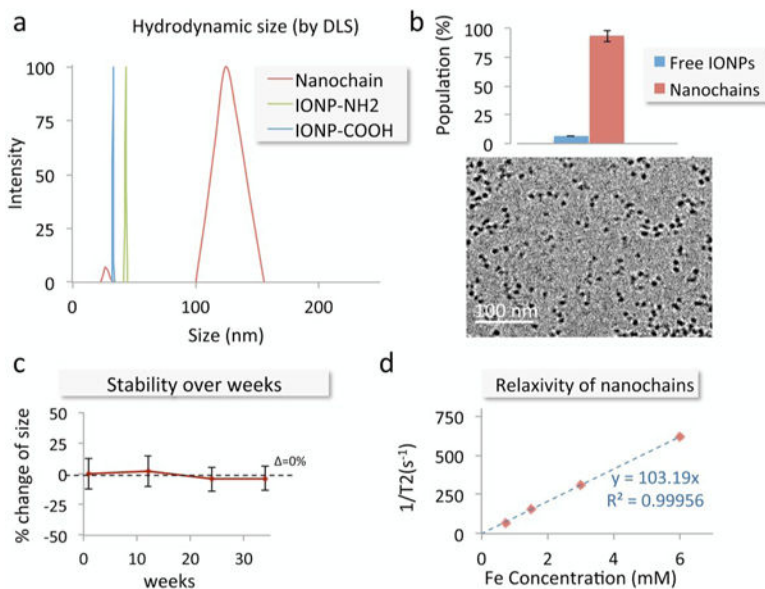 a
Hydrodynamic size (by DLS)
100
75
50
25
0
Intensity
Nanochain
IONP-NH2
IONP-COOH
0
100
200
Size (nm)
b
Population (%)
100
75
50
25
0
Free IONPs
Nanochains
100 nm
c
Stability over weeks
50
25
0
-25
-50
% change of size
Δ=0%
0
10
20
30
weeks
d
Relaxivity of nanochains
750
500
250
0
1/T2(s⁻¹)
y = 103.19x
R² = 0.99956
0
2
4
6
Fe Concentration (mM)